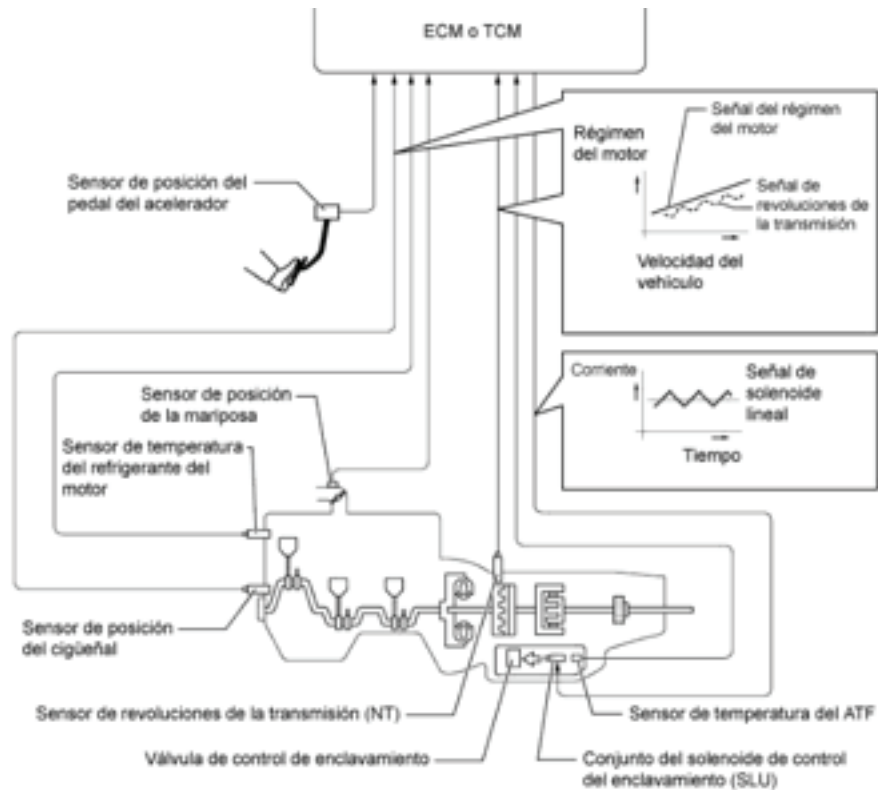 ECM o TCM
Señal del régimen
del motor
Régimen
del motor
Señal de
revoluciones de
la transmisión
Velocidad del
vehículo
Sensor de posición del
pedal del acelerador
Corriente
Señal de
solenoide
lineal
Tiempo
Sensor de posición
de la mariposa
Sensor de temperatura
del refrigerante del
motor
Sensor de posición
del cigüeñal
Sensor de revoluciones de la transmisión (NT)
Sensor de temperatura del ATF
Válvula de control de enclavamiento
Conjunto del solenoide de control
del enclavamiento (SLU)